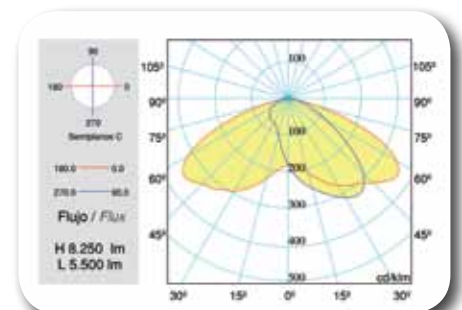 90
180 0
270
Semiplanos C
180.0 0.0
270.0 90.0
Flujo / Flux
H 8.250 lm
L 5.500 lm
100
105º 105º
90º 90º
100
75º 75º
200
60º 60º
300
45º 400 45º
500 cd/klm
30º 15º 0º 15º 30º